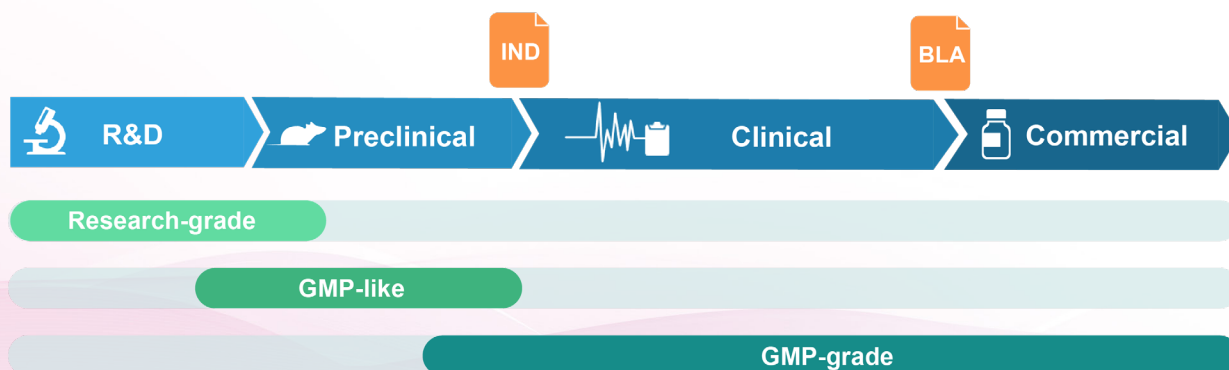 IND
BLA
R&D
Preclinical
Clinical
Commercial
Research-grade
GMP-like
GMP-grade